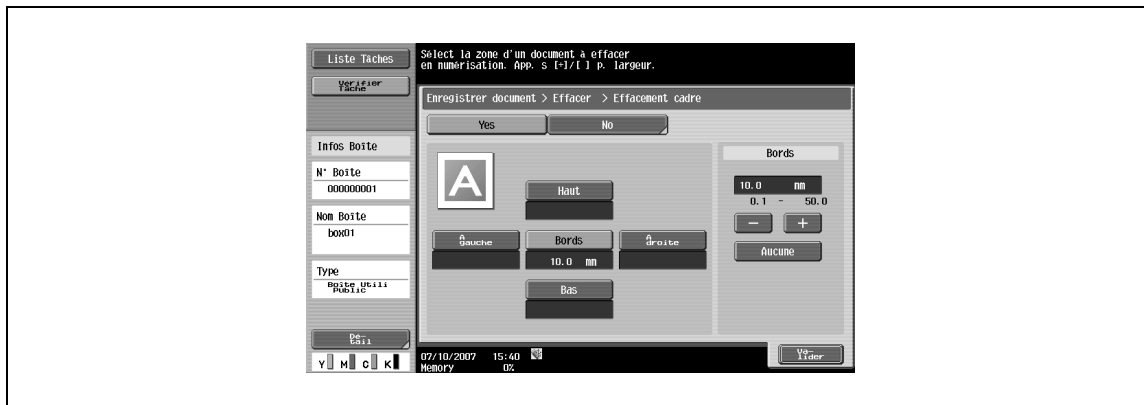 Liste Tâches
Vérifier
Tâche
Sélect la zone d'un document à effacer
en numérisation. App. s [+]/[ ] p. largeur.
Enregistrer document > Effacer > Effacement cadre
Yes
No
Infos Boîte
N° Boîte
000000001
Nom Boîte
box01
Type
Boîte Utili
Public
Dé-
tail
Y M C K
A
Haut
À
gauche
Bords
10.0 mm
À
droite
Bas
Bords
10.0 mm
0.1 - 50.0
- +
Aucune
07/10/2007 15:40
Memory 0%
Va-
lider